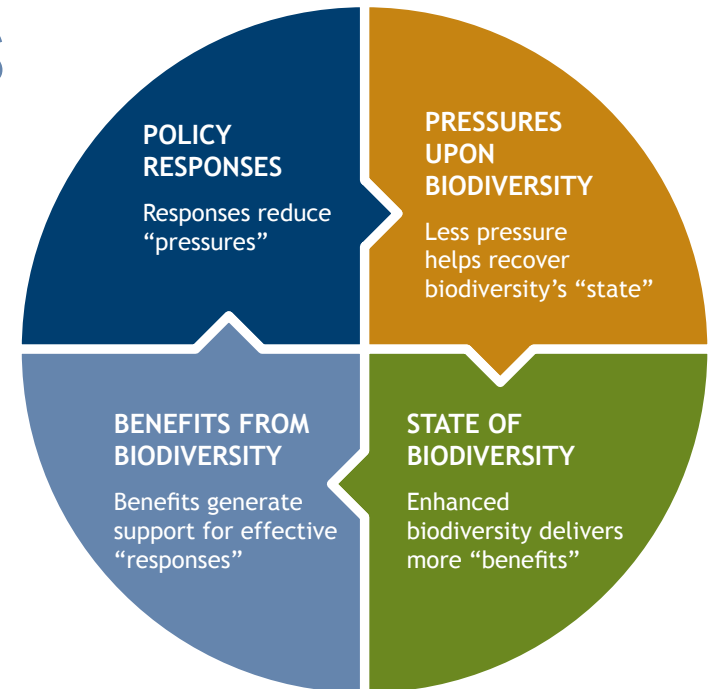 S
POLICY
RESPONSES
Responses reduce
“pressures”
PRESSURES
UPON
BIODIVERSITY
Less pressure
helps recover
biodiversity’s “state”
BENEFITS FROM
BIODIVERSITY
Benefits generate
support for effective
“responses”
STATE OF
BIODIVERSITY
Enhanced
biodiversity delivers
more “benefits”